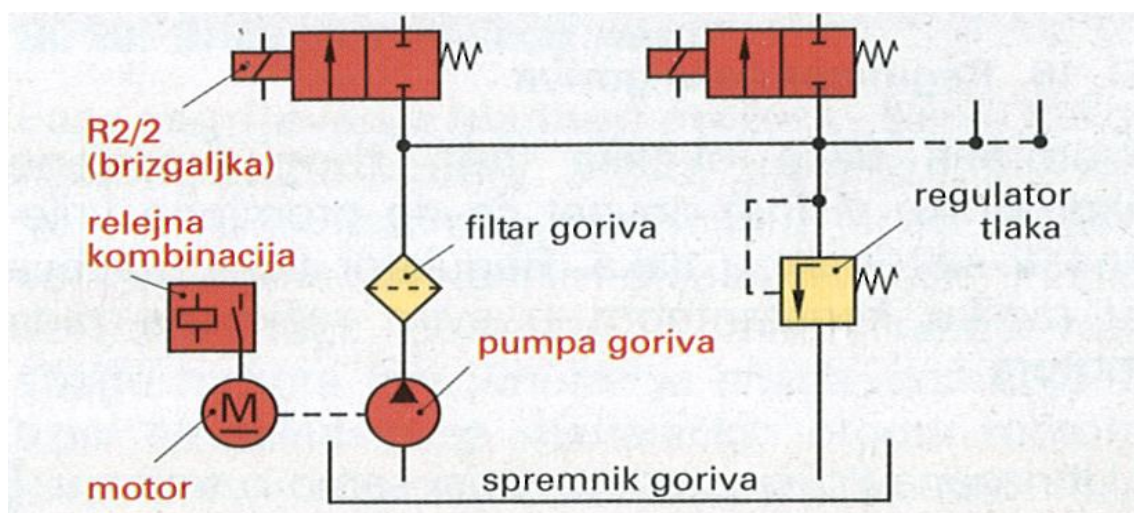 R2/2
(brizgaljka)
relejna
kombinacija
filtar goriva
regulator
tlaka
pumpa goriva
M
motor
spremnik goriva